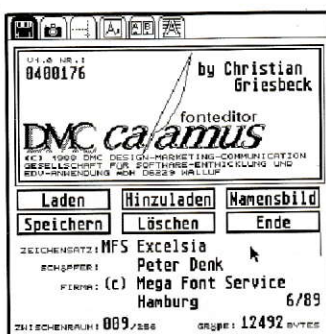 V1.0 NR.:
0400176
by Christian
Griesbeck
fonteditor
DMC calamus
(C) 1988 DMC DESIGN-MARKETING-COMMUNICATION
GESELLSCHAFT FÜR SOFTWARE-ENTWICKLUNG UND
EDV-ANWENDUNG MBH D6229 WALLUF
Laden Hinzuladen Namensbild
Speichern Löschen Ende
ZEICHENSATZ: MFS Excelsia
SCHÖPFER: Peter Denk
FIRMA: (c) Mega Font Service
Hamburg 6/89
ZWISCHENRAUM: 009/256 GRÖßE: 12492 BYTES